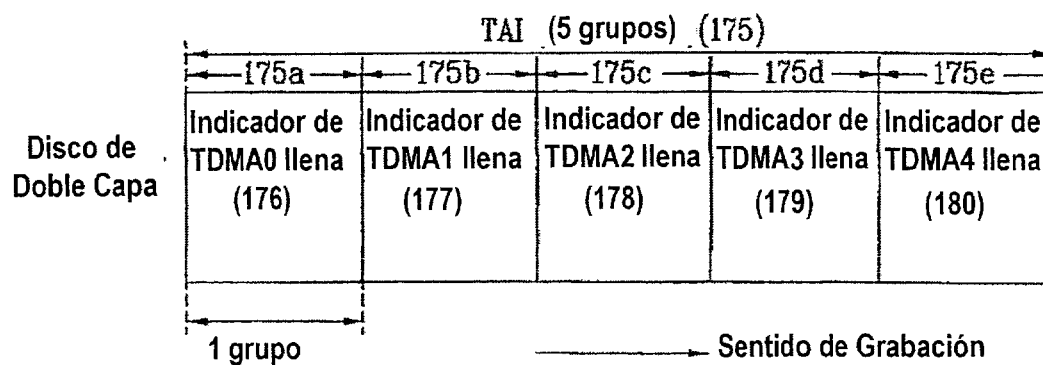 TAI (5 grupos) (175)
175a 175b 175c 175d 175e
Disco de Doble Capa
Indicador de TDMA0 llena (176)
Indicador de TDMA1 llena (177)
Indicador de TDMA2 llena (178)
Indicador de TDMA3 llena (179)
Indicador de TDMA4 llena (180)
1 grupo
Sentido de Grabación